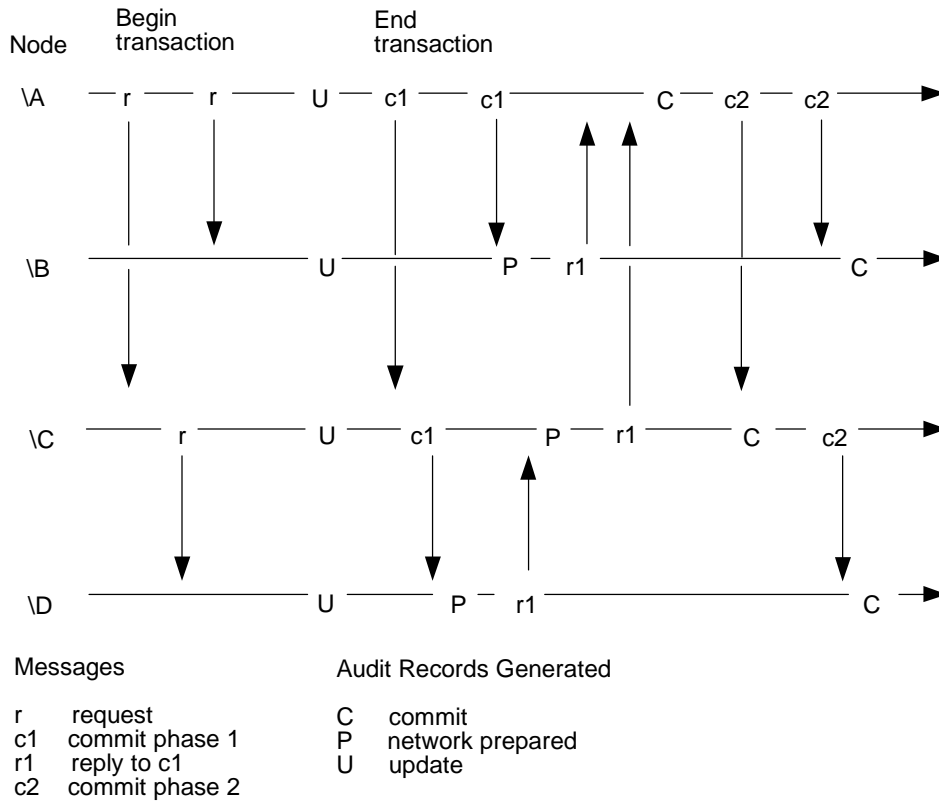 Begin
transaction
End
transaction
Node
\A r r U c1 c1 C c2 c2
\B U P r1 C
\C r U c1 P r1 C c2
\D U P r1 C
Messages
r request
c1 commit phase 1
r1 reply to c1
c2 commit phase 2
Audit Records Generated
C commit
P network prepared
U update